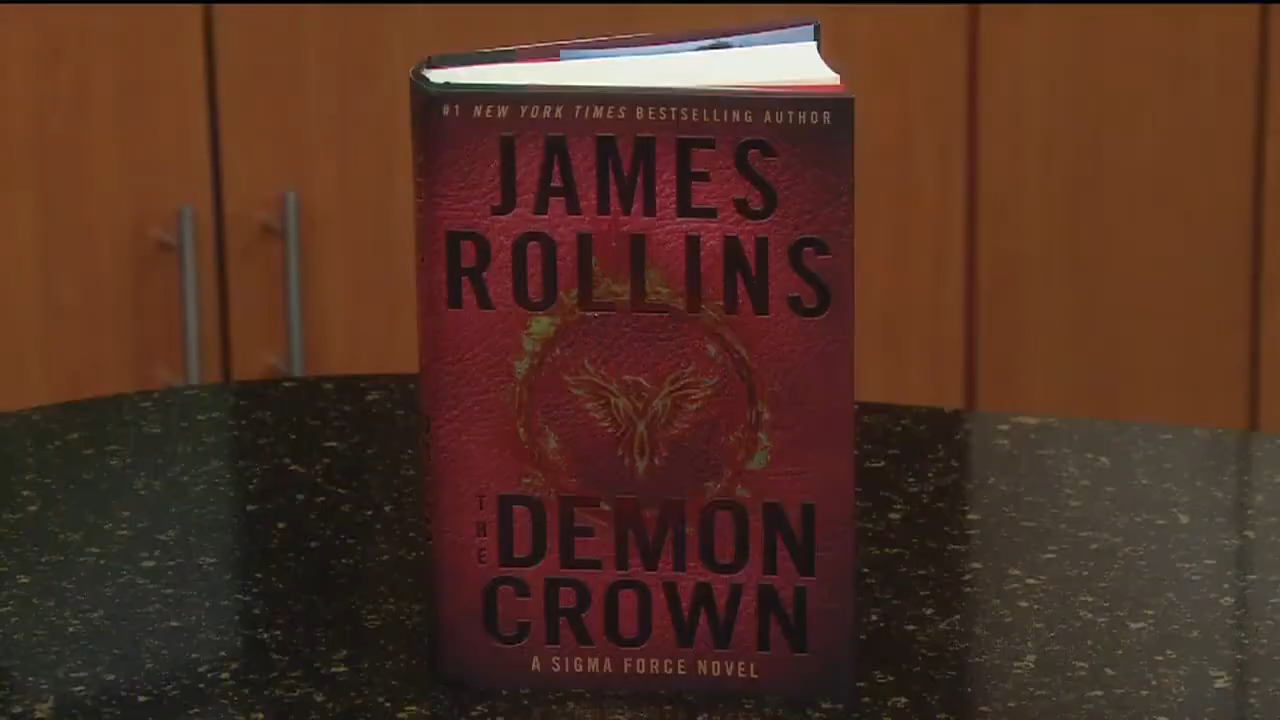 #1 NEW YORK TIMES BESTSELLING AUTHOR
JAMES
ROLLINS
THE
DEMON
CROWN
A SIGMA FORCE NOVEL